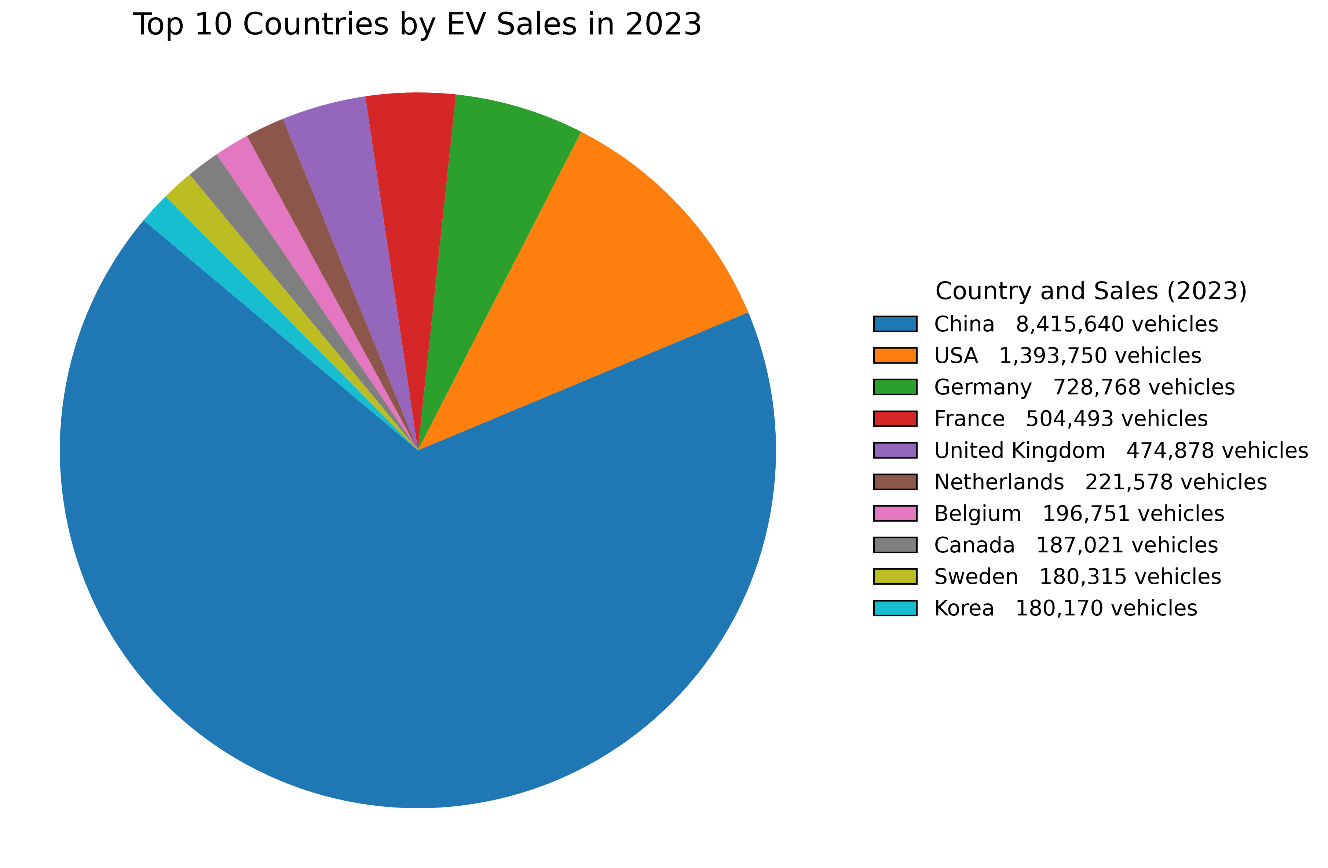 Top 10 Countries by EV Sales in 2023
Country and Sales (2023)
China   8,415,640 vehicles
USA   1,393,750 vehicles
Germany   728,768 vehicles
France   504,493 vehicles
United Kingdom   474,878 vehicles
Netherlands   221,578 vehicles
Belgium   196,751 vehicles
Canada   187,021 vehicles
Sweden   180,315 vehicles
Korea   180,170 vehicles